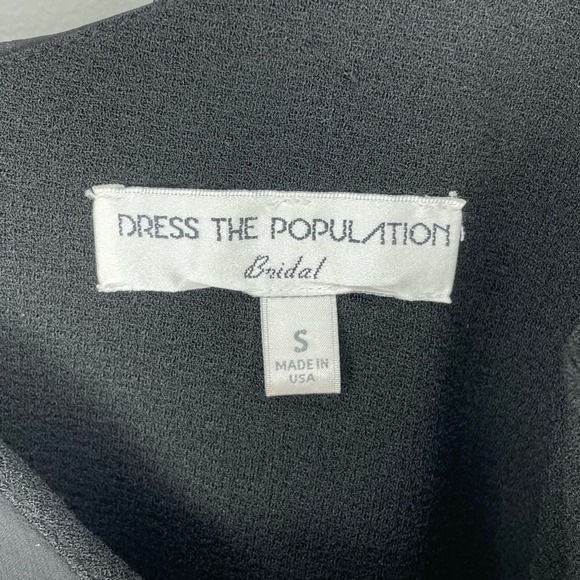 DRESS THE POPULATION
Bridal
S
MADE IN
USA